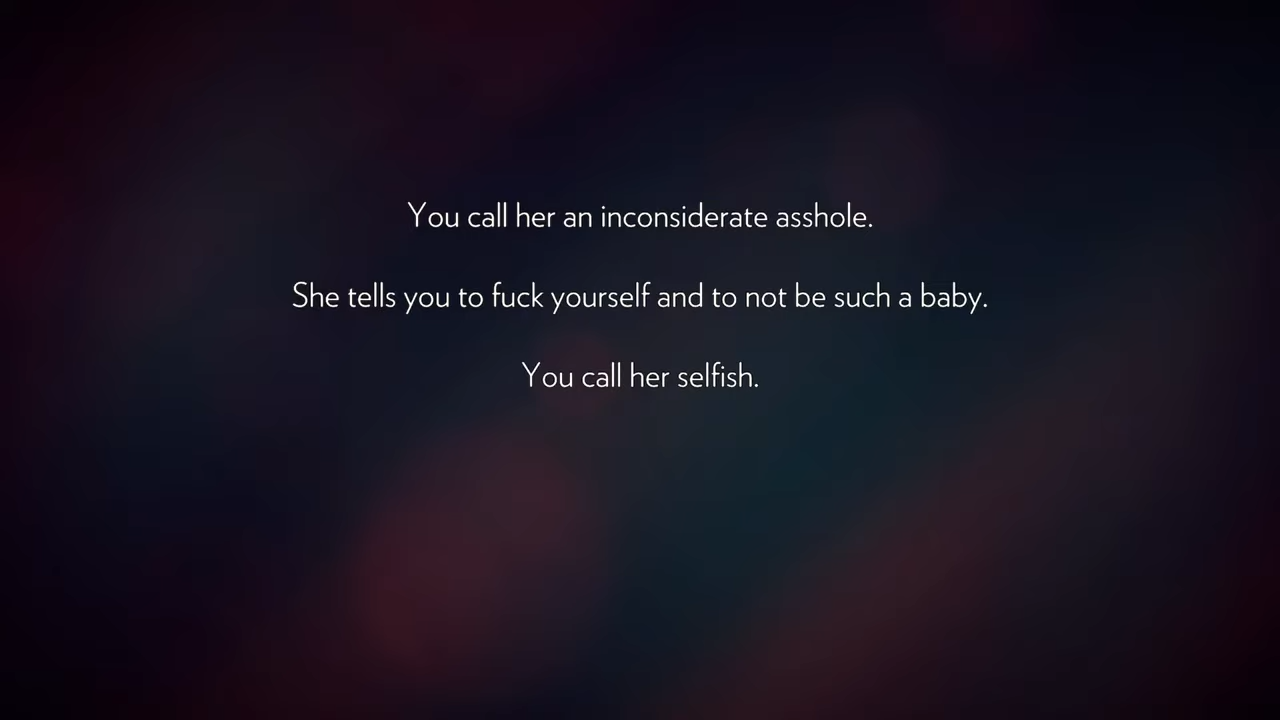 You call her an inconsiderate asshole.
She tells you to fuck yourself and to not be such a baby.
You call her selfish.